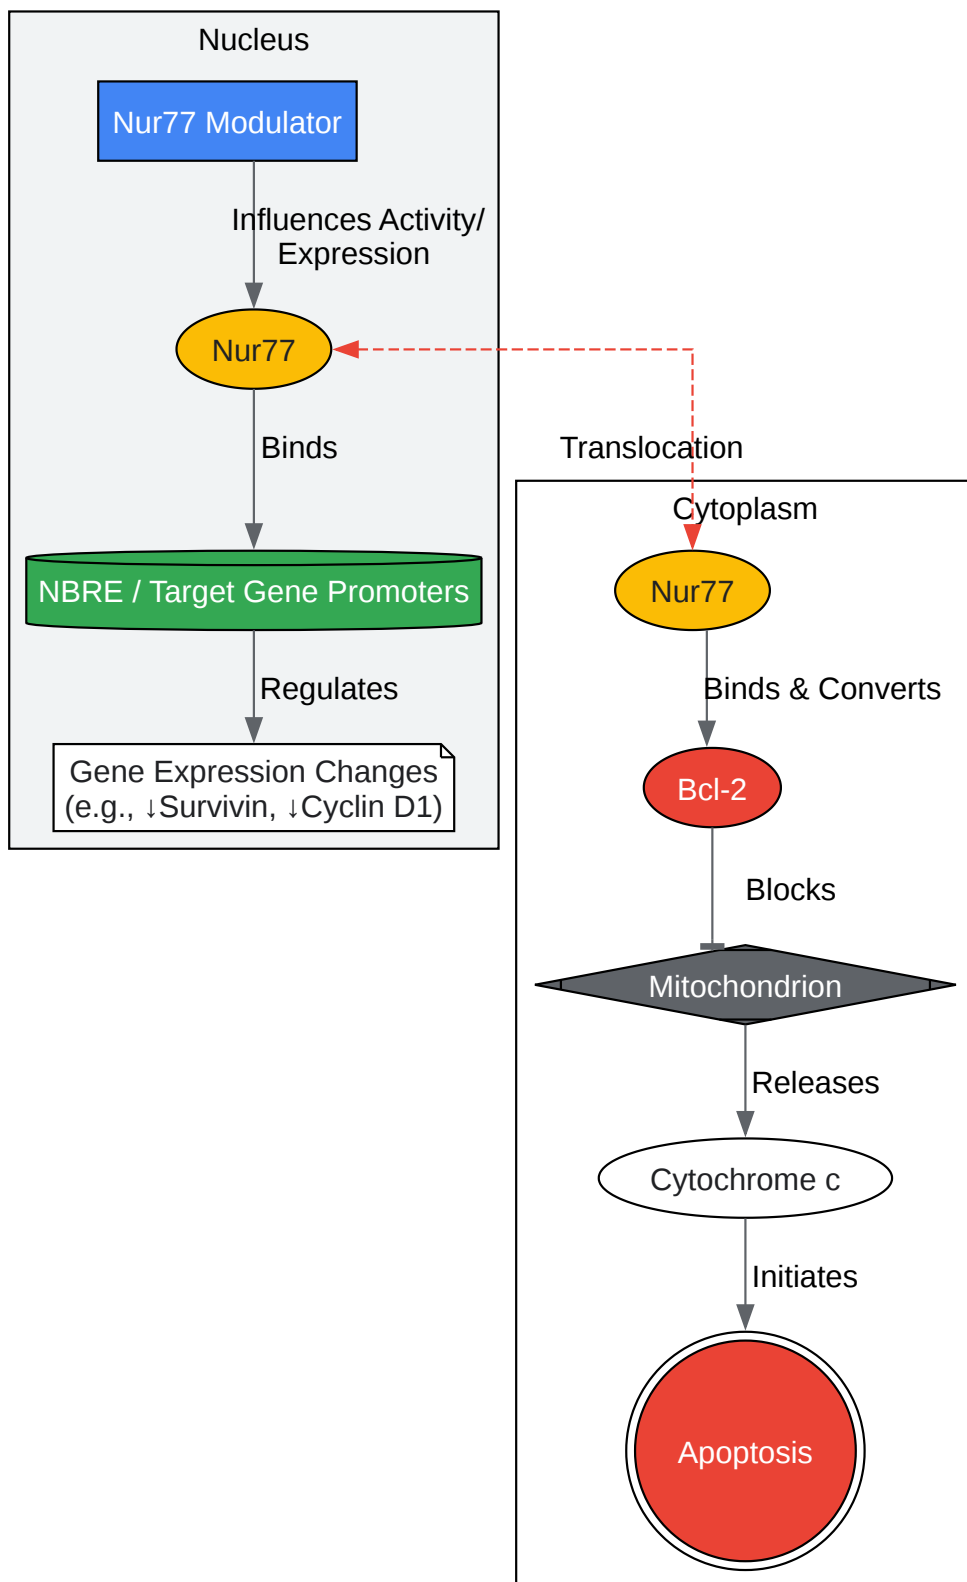 Nucleus
Nur77 Modulator
Influences Activity/
Expression
Nur77
Binds
NBRE / Target Gene Promoters
Regulates
Gene Expression Changes
(e.g., ↓Survivin, ↓Cyclin D1)
Translocation
Cytoplasm
Nur77
Binds & Converts
Bcl-2
Blocks
Mitochondrion
Releases
Cytochrome c
Initiates
Apoptosis